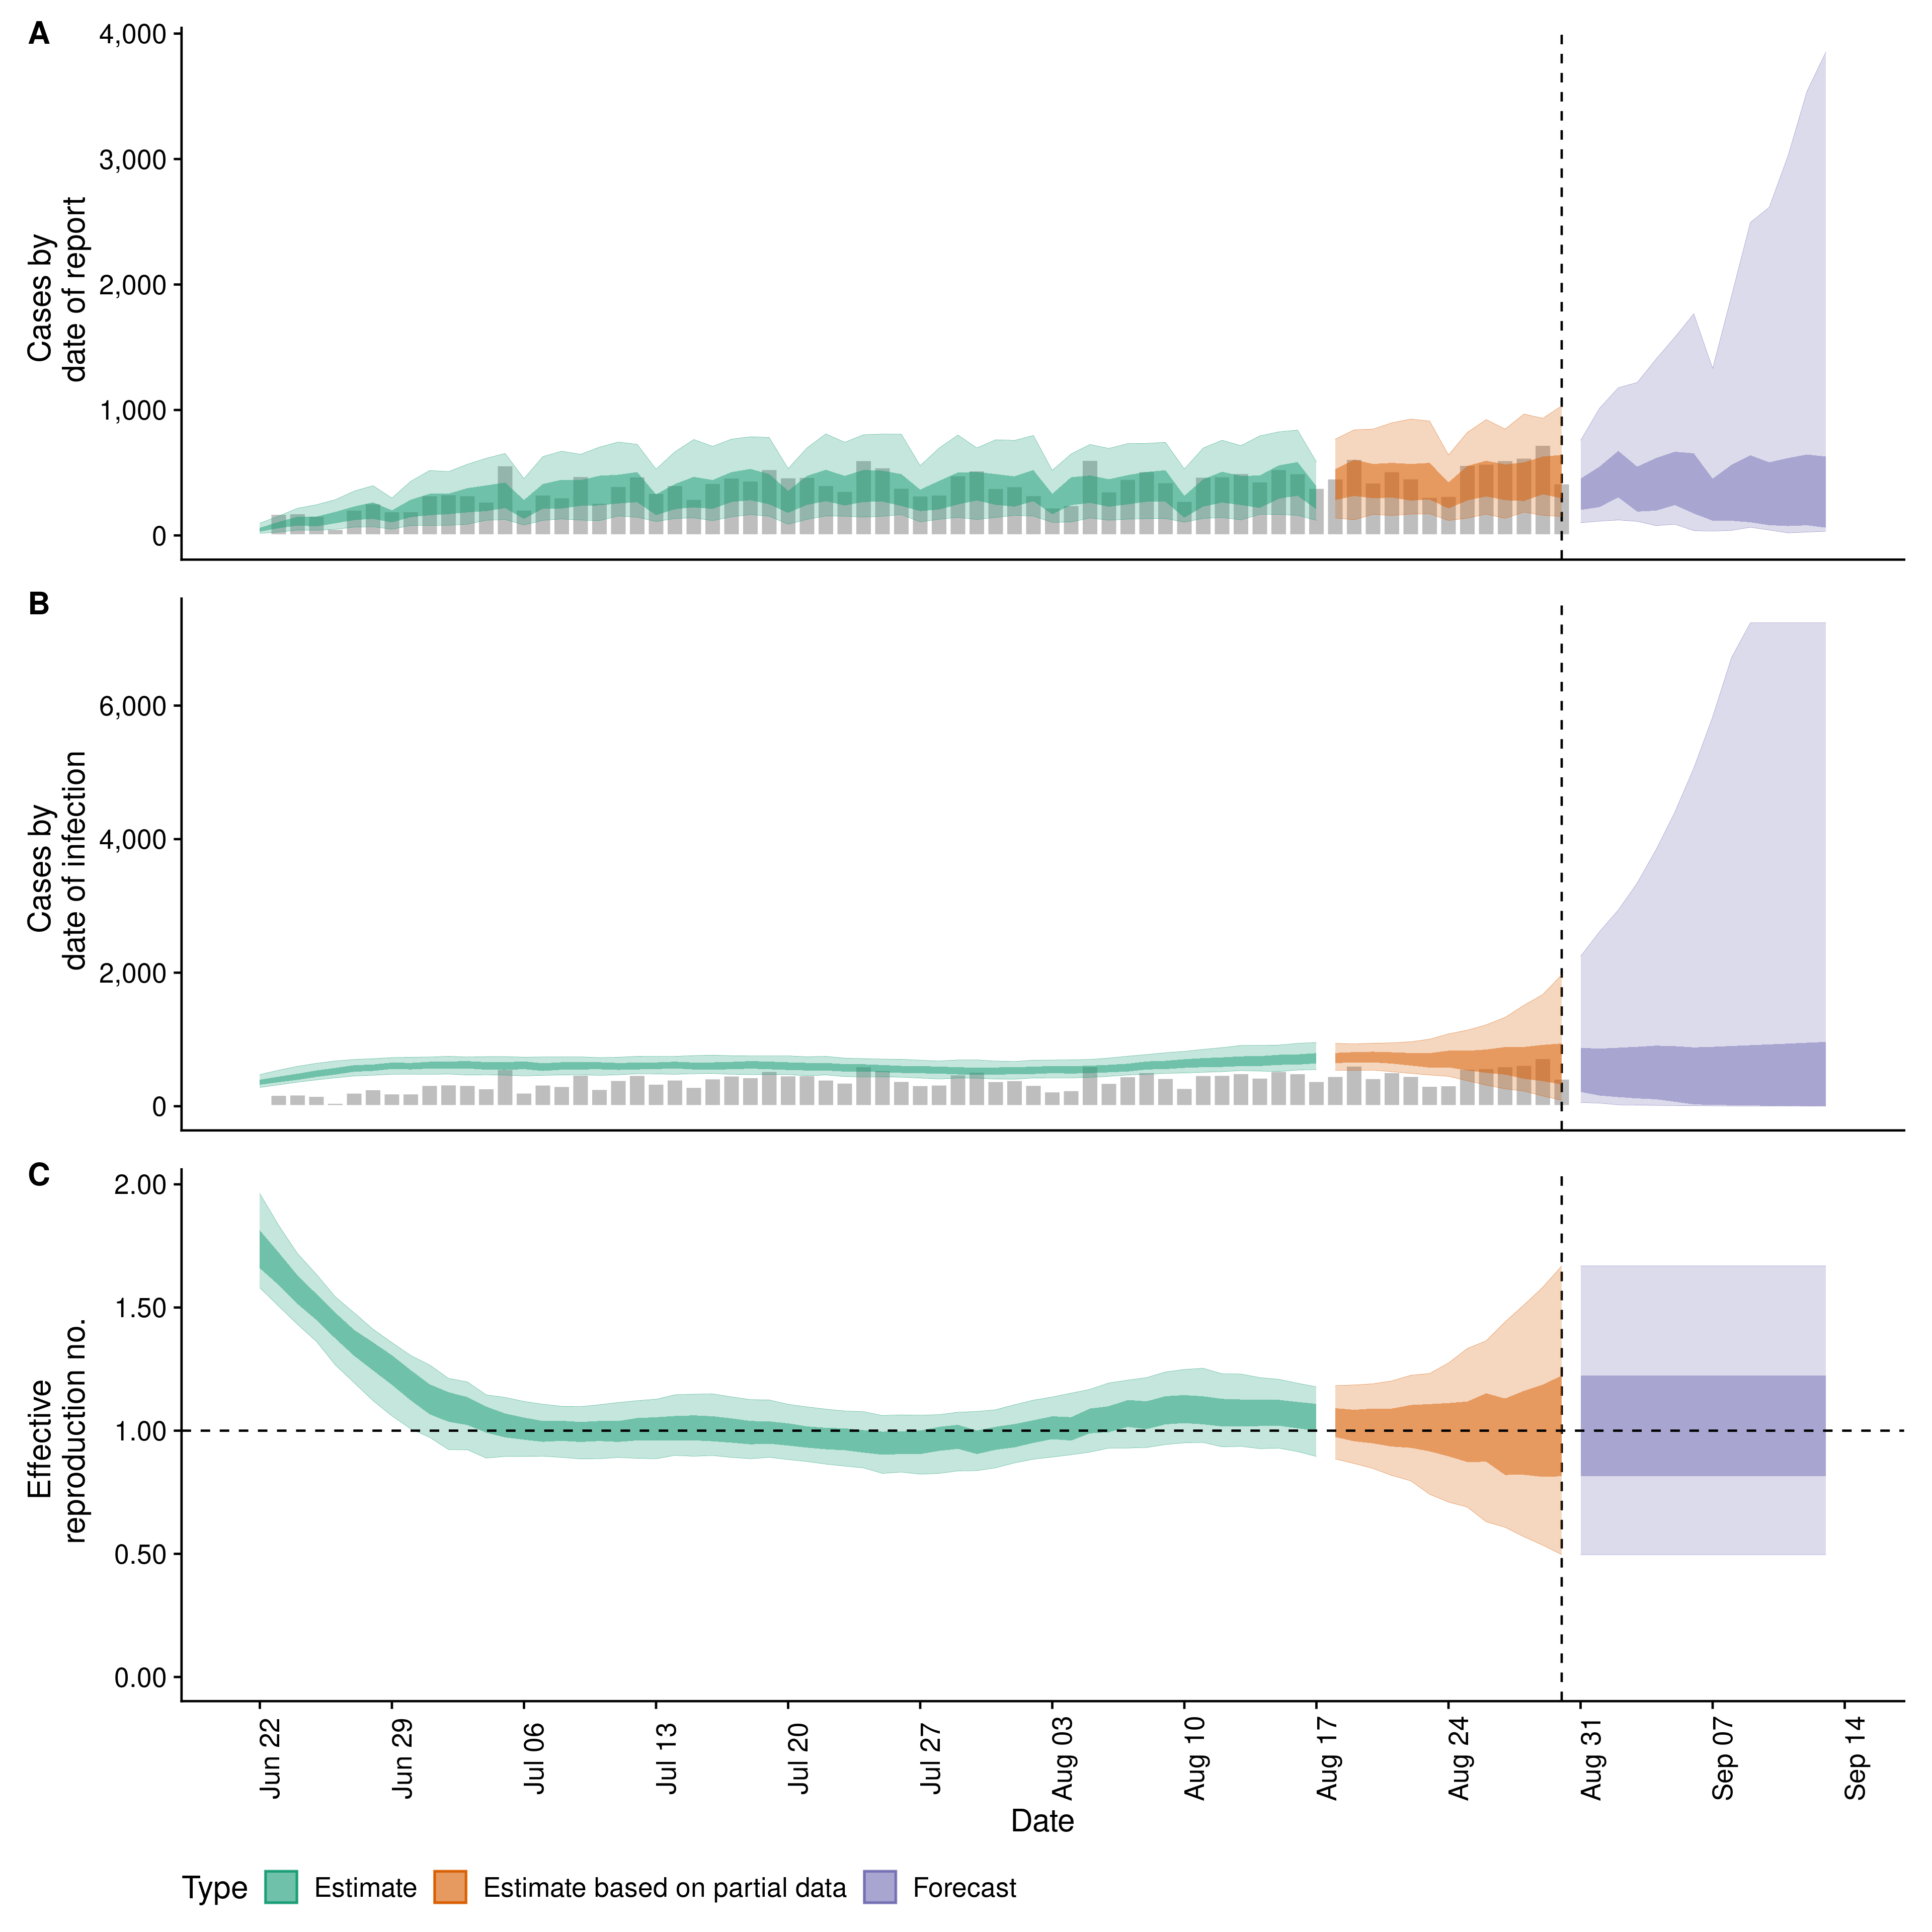 A
4,000
3,000
2,000
1,000
0
Cases by
date of report
B
6,000
4,000
2,000
0
Cases by
date of infection
C
2.00
1.50
1.00
0.50
0.00
Effective
reproduction no.
Jun 22
Jun 29
Jul 06
Jul 13
Jul 20
Jul 27
Aug 03
Aug 10
Aug 17
Aug 24
Aug 31
Sep 07
Sep 14
Date
Type
Estimate
Estimate based on partial data
Forecast